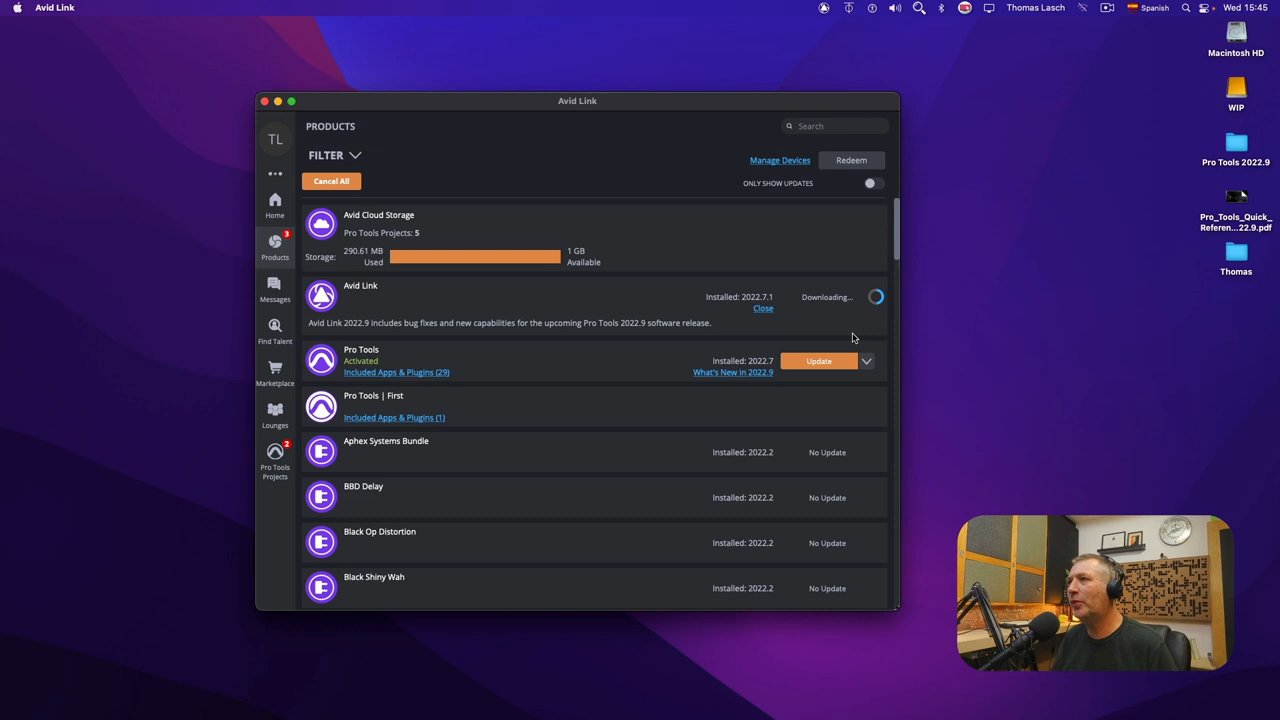 Avid Link
Thomas Lasch
Spanish
Wed 15:45
Macintosh HD
WIP
Pro Tools 2022.9
Pro_Tools_Quick_
Referen...22.9.pdf
Thomas
Avid Link
TL
PRODUCTS
Search
FILTER
Manage Devices
Redeem
Cancel All
ONLY SHOW UPDATES
Home
3
Products
Messages
Find Talent
Marketplace
Lounges
2
Pro Tools
Projects
Avid Cloud Storage
Pro Tools Projects: 5
Storage:
290.61 MB
Used
1 GB
Available
Avid Link
Installed: 2022.7.1
Downloading...
Close
Avid Link 2022.9 includes bug fixes and new capabilities for the upcoming Pro Tools 2022.9 software release.
Pro Tools
Activated
Included Apps & Plugins (29)
Installed: 2022.7
What's New in 2022.9
Update
Pro Tools | First
Included Apps & Plugins (1)
Aphex Systems Bundle
Installed: 2022.2
No Update
BBD Delay
Installed: 2022.2
No Update
Black Op Distortion
Installed: 2022.2
No Update
Black Shiny Wah
Installed: 2022.2
No Update